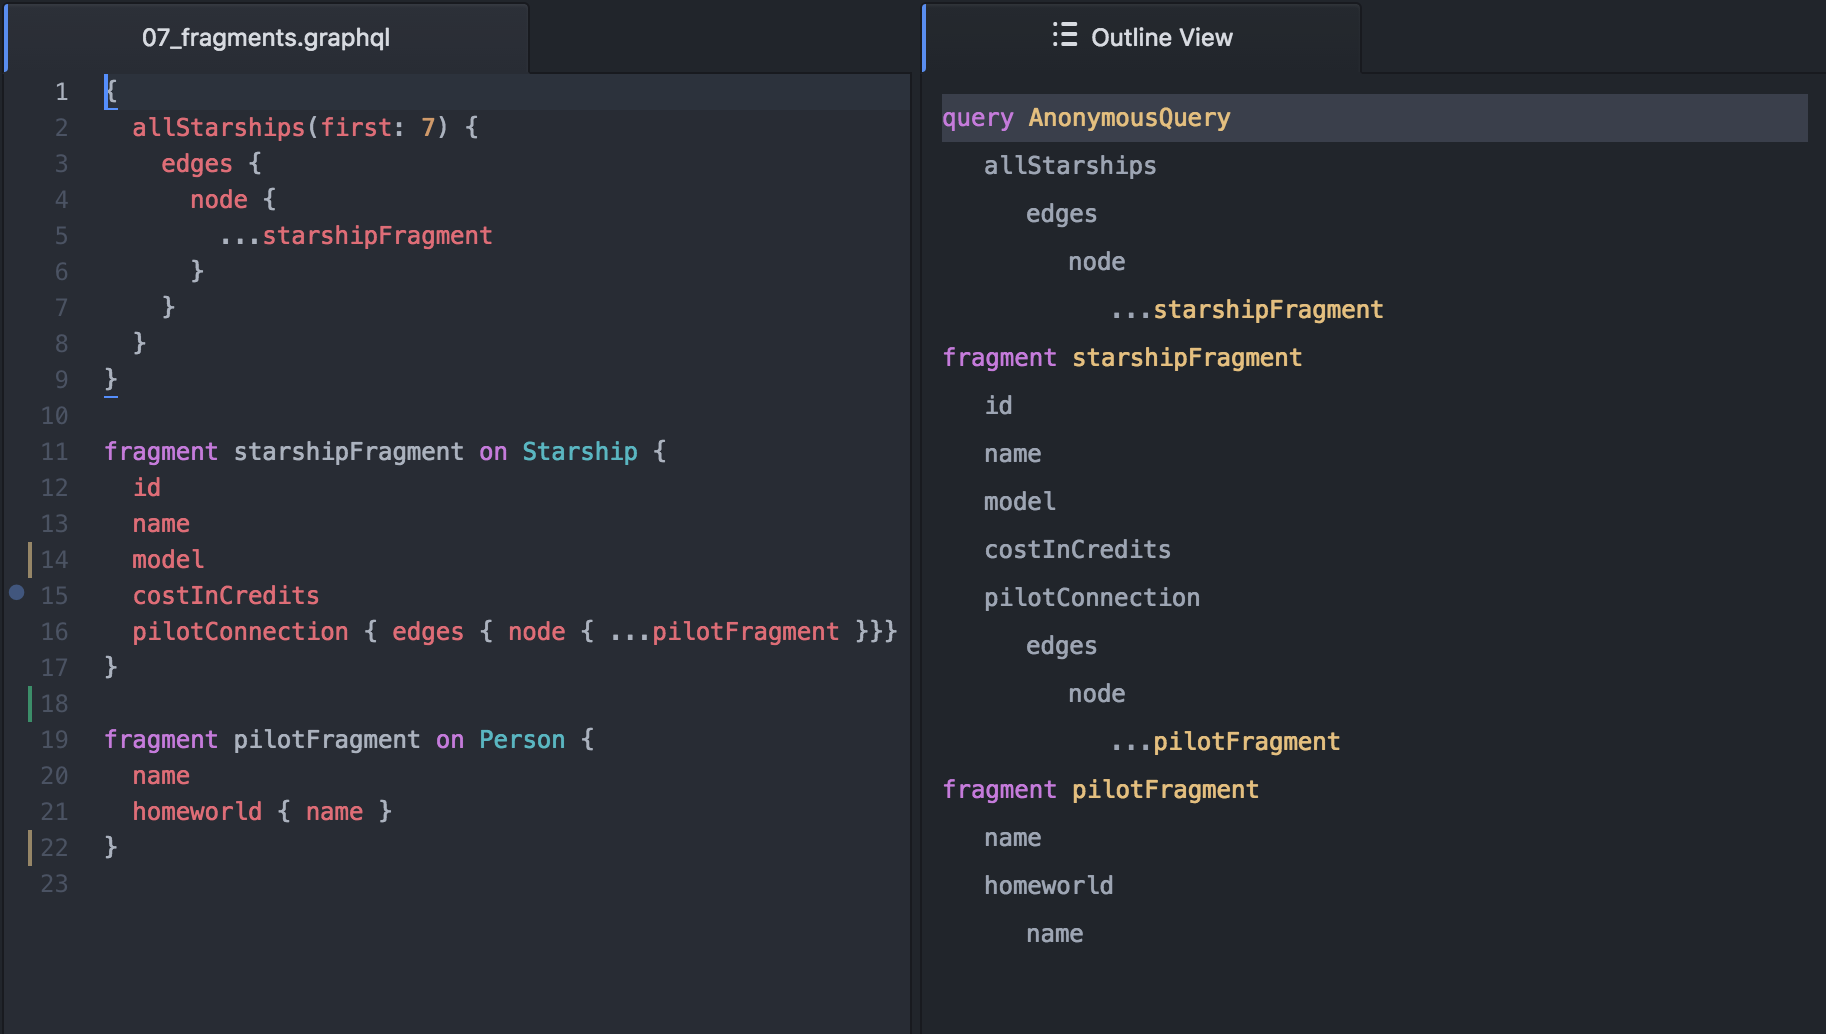 07_fragments.graphql
1 {
2   allStarships(first: 7) {
3     edges {
4       node {
5         ...starshipFragment
6       }
7     }
8   }
9 }
10
11 fragment starshipFragment on Starship {
12   id
13   name
14   model
15   costInCredits
16   pilotConnection { edges { node { ...pilotFragment }}}
17 }
18
19 fragment pilotFragment on Person {
20   name
21   homeworld { name }
22 }
23
Outline View
query AnonymousQuery
allStarships
edges
node
...starshipFragment
fragment starshipFragment
id
name
model
costInCredits
pilotConnection
edges
node
...pilotFragment
fragment pilotFragment
name
homeworld
name